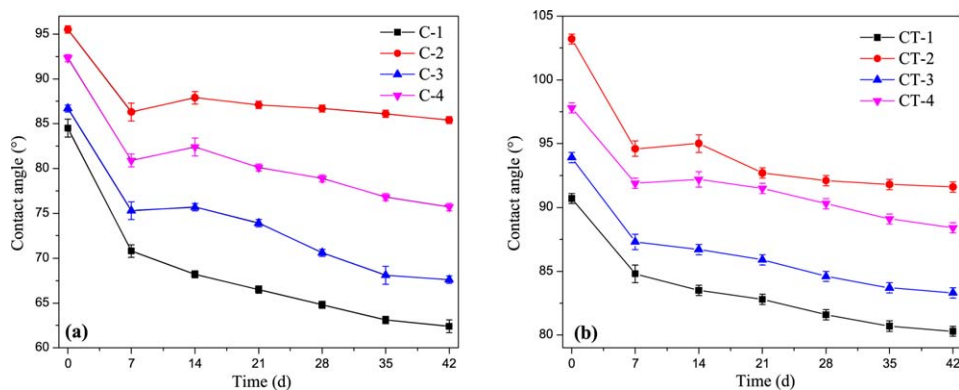 95
90
85
80
75
70
65
60
0 7 14 21 28 35 42
Contact angle (°)
Time (d)
C-1
C-2
C-3
C-4
(a)
105
100
95
90
85
80
0 7 14 21 28 35 42
Contact angle (°)
Time (d)
CT-1
CT-2
CT-3
CT-4
(b)